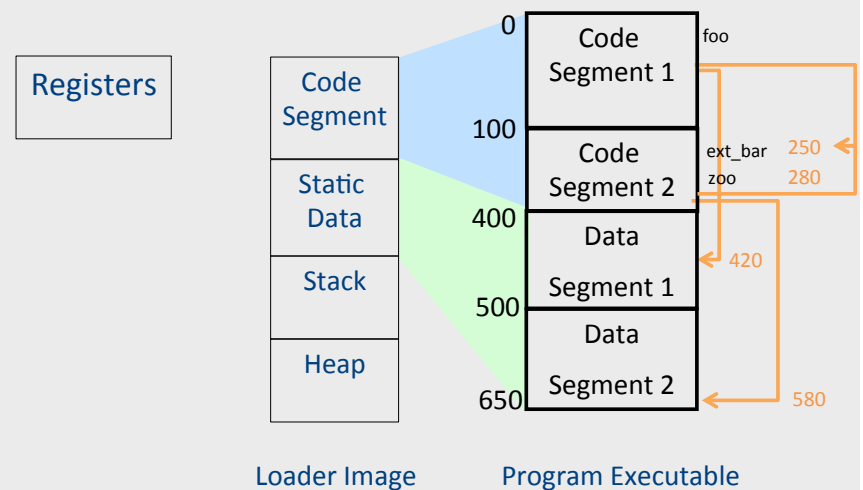 Registers
Code
Segment
Static
Data
Stack
Heap
Loader Image
0
100
400
500
650
Code
Segment 1
Code
Segment 2
Data
Segment 1
Data
Segment 2
Program Executable
foo
ext_bar 250
zoo 280
420
580